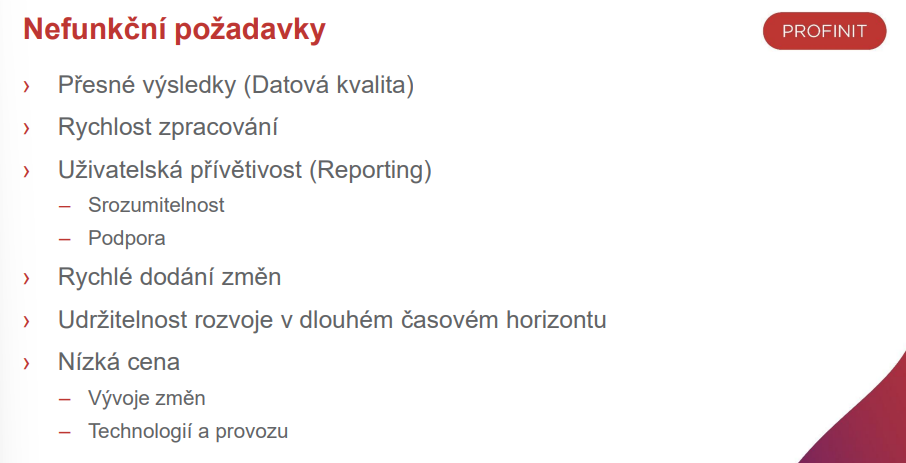 Nefunkční požadavky
PROFINIT
› Přesné výsledky (Datová kvalita)
› Rychlost zpracování
› Uživatelská přívětivost (Reporting)
– Srozumitelnost
– Podpora
› Rychlé dodání změn
› Udržitelnost rozvoje v dlouhém časovém horizontu
› Nízká cena
– Vývoje změn
– Technologií a provozu